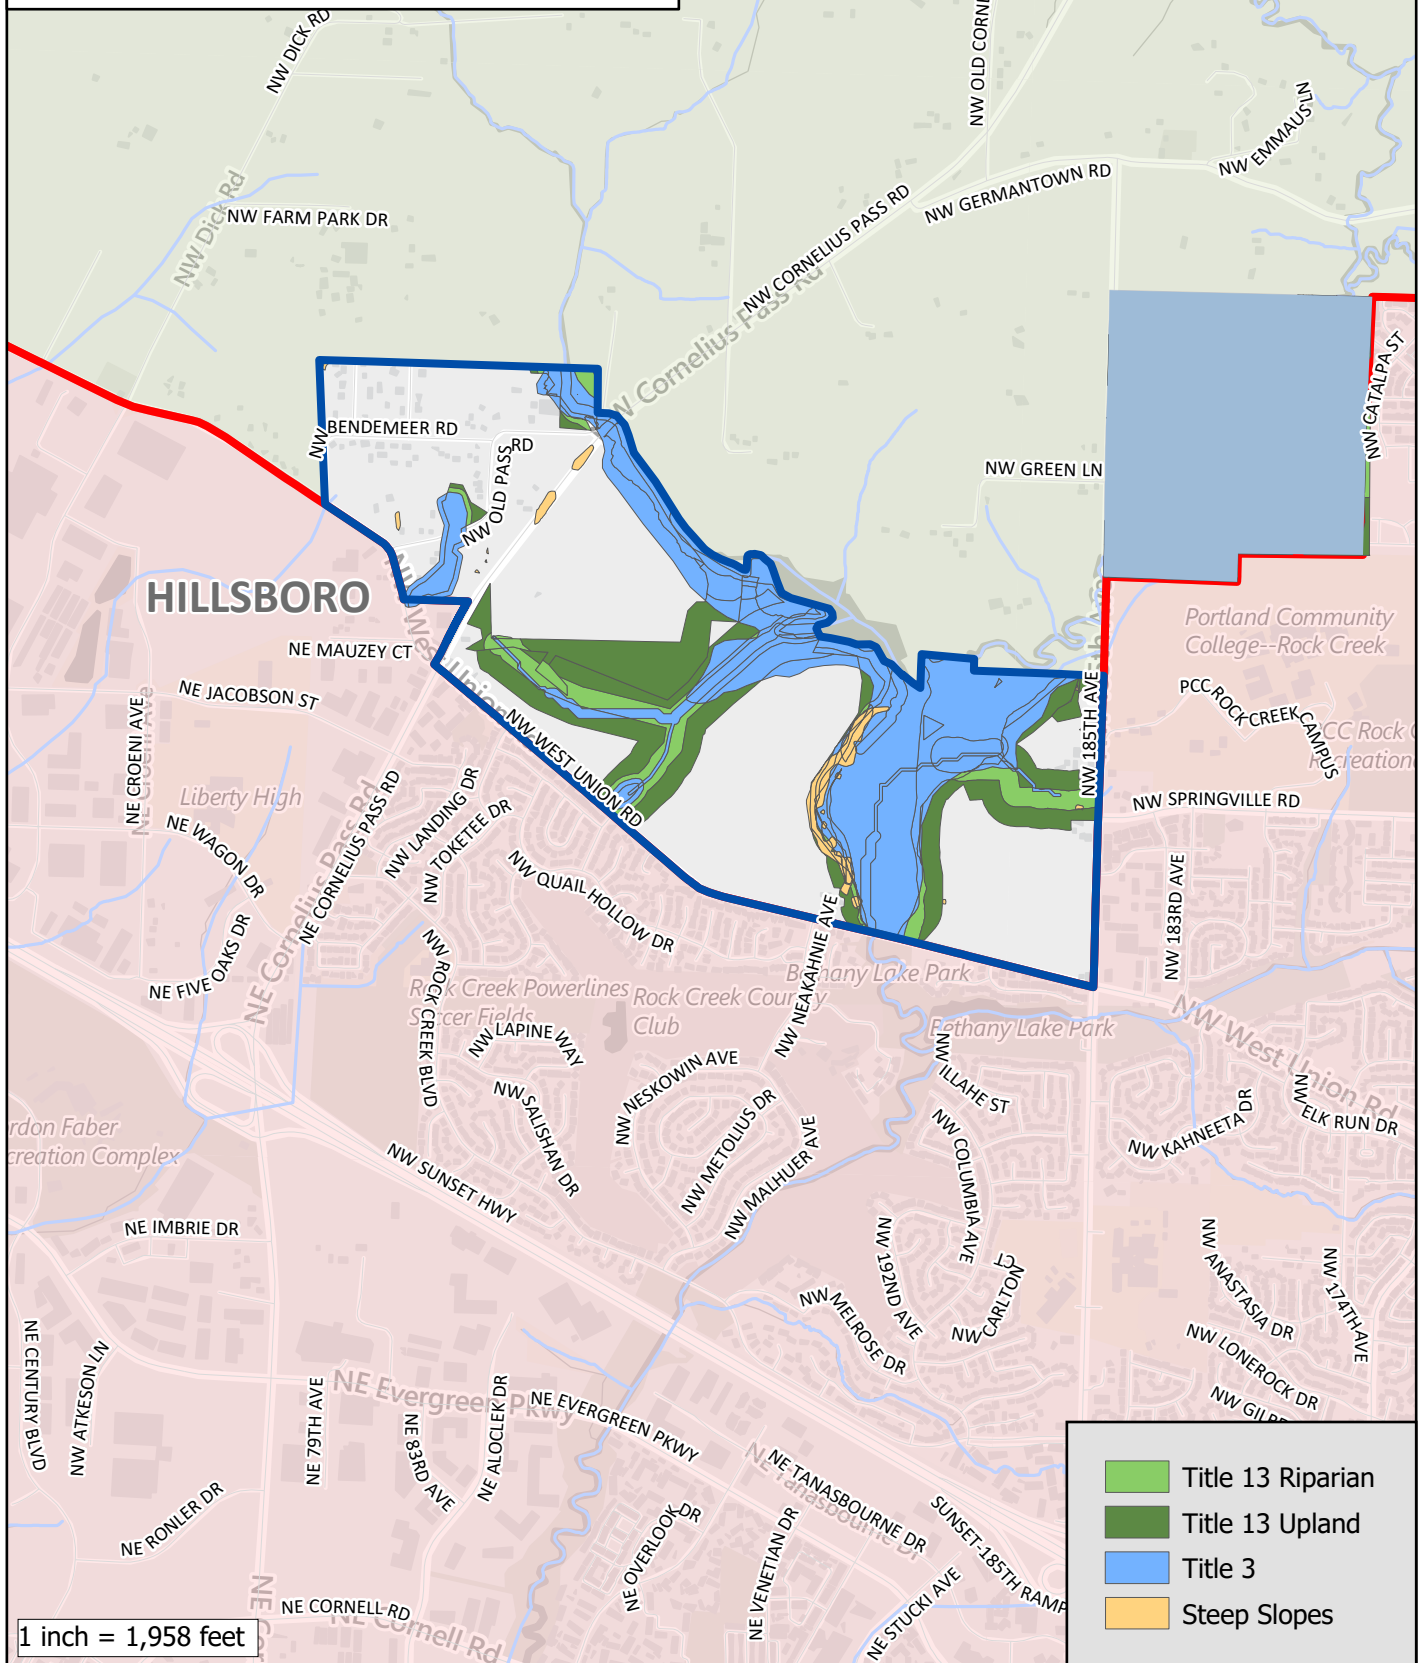 NW DICK RD
NW OLD CORN
NW EMMAUS LN
NW Dick Rd
NW FARM PARK DR
NW GERMANTOWN RD
NW CORNELIUS PASS RD
NW Cornelius Pass Rd
NW CATALPA ST
NW BENDEMEER RD
NW OLD PASS RD
NW GREEN LN
HILLSBORO
Portland Community
College--Rock Creek
NE MAUZEY CT
NE JACOBSON ST
NE CROENI AVE
NE Croeni Ave
NW West Union
NW WEST UNION RD
NW 185TH AVE
PCC ROCK CREEK CAMPUS
PCC Rock C
Recreation
Liberty High
NW SPRINGVILLE RD
NE WAGON DR
NE CORNELIUS PASS RD
NE Cornelius Pass Rd
NW LANDING DR
NW TOKETEE DR
NW QUAIL HOLLOW DR
NW 183RD AVE
NE FIVE OAKS DR
NW ROCK CREEK BLVD
NW NEAKAHNIE AVE
Bethany Lake Park
Rock Creek Powerlines
Soccer Fields
Rock Creek Country
Club
Bethany Lake Park
NW West Union Rd
NW LAPINE WAY
NW NESKOWIN AVE
NW ILLAHE ST
NW SALISHAN DR
NW METOLIUS DR
NW MALHUER AVE
NW COLUMBIA AVE
NW KAHNEETA DR
NW ELK RUN DR
rdon Faber
creation Complex
NW SUNSET HWY
NE IMBRIE DR
NW 192ND AVE
NW CARLTON CT
NW ANASTASIA DR
NW 174TH AVE
NW MELROSE DR
NW LONEROCK DR
NE CENTURY BLVD
NW ATKESON LN
NE 79TH AVE
NE Evergreen Pkwy
NE 83RD AVE
NE ALOCLEK DR
NE EVERGREEN PKWY
NW GILB
NE TANASBOURNE DR
NE Tanasbourne Dr
NE RONLER DR
NE OVERLOOK DR
NE VENETIAN DR
SUNSET-185TH RAMP
NE STUCKI AVE
NE CORNELL RD
NE Cornell Rd
NE Co
Title 13 Riparian
Title 13 Upland
Title 3
Steep Slopes
1 inch = 1,958 feet